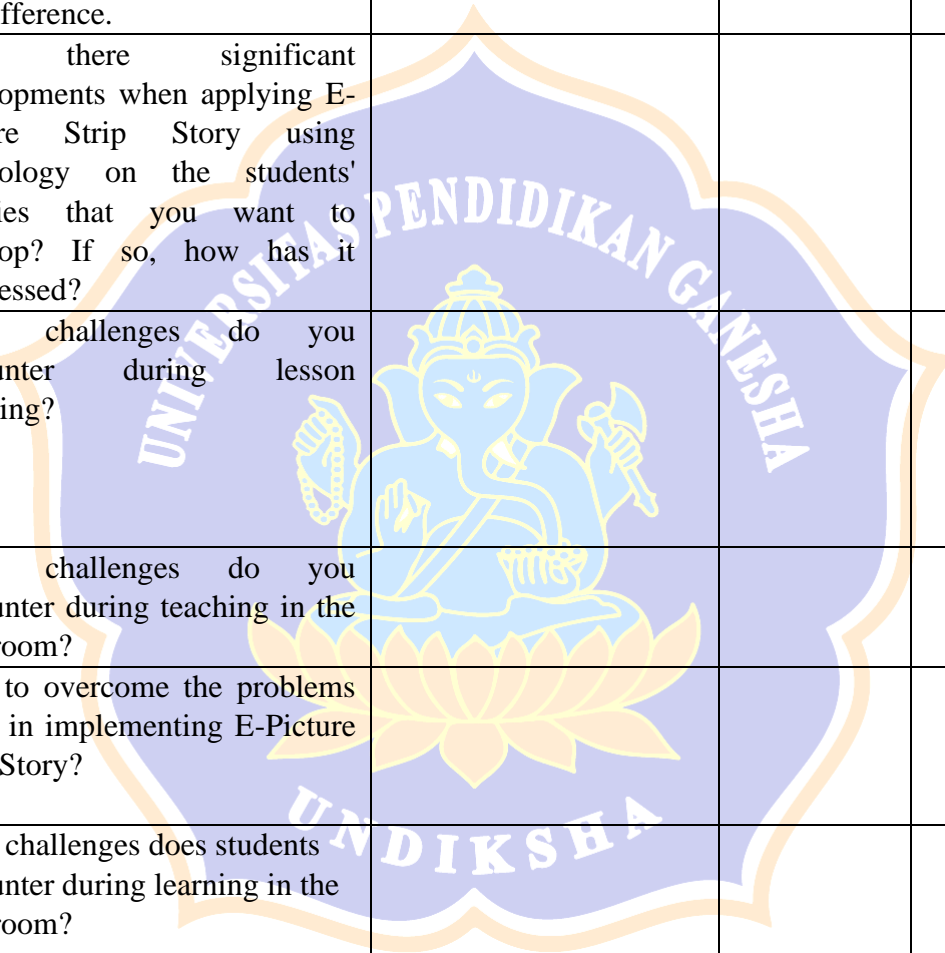 ifference.
there significant
opments when applying E-
re Strip Story using
ology on the students'
ies that you want to
op? If so, how has it
essed?
challenges do you
unter during lesson
ing?
challenges do you
unter during teaching in the
room?
to overcome the problems
in implementing E-Picture
Story?
challenges does students
unter during learning in the
room?
UNIVERSITAS PENDIDIKAN GANESHA
UNDIKSHA